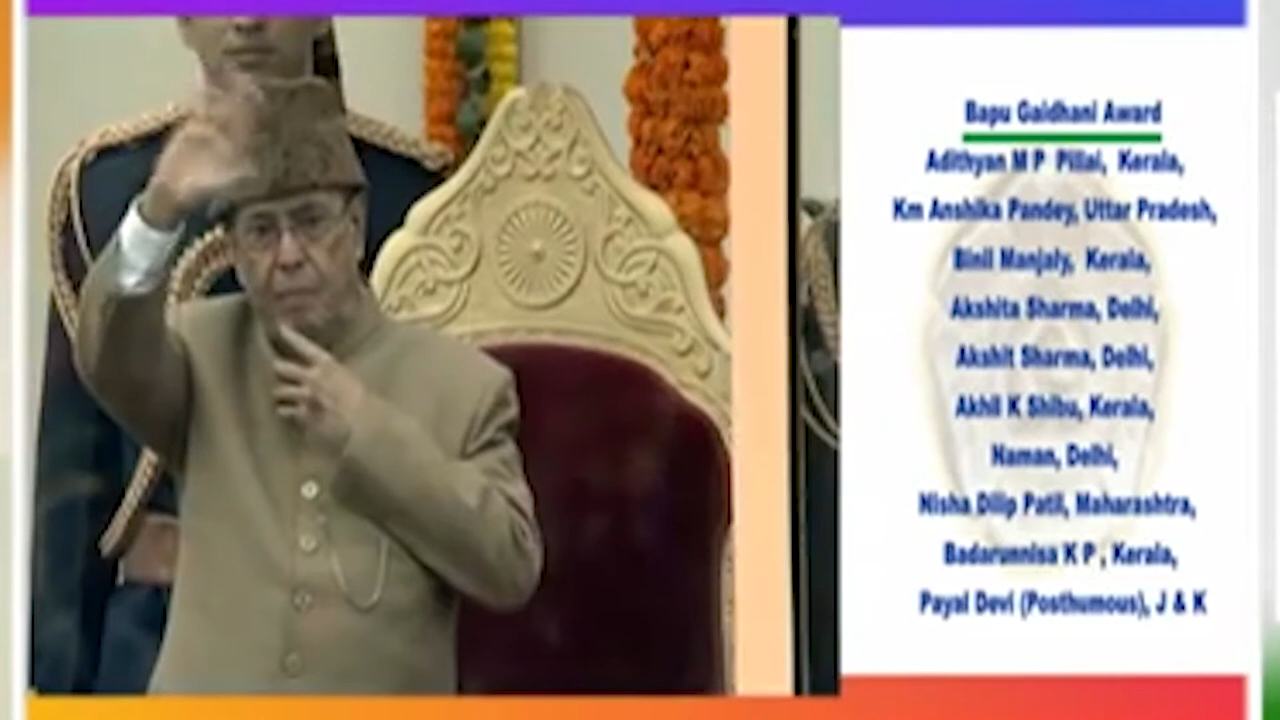 Bapu Gaidhani Award
Adithyan M P Pillai, Kerala,
Km Anshika Pandey, Uttar Pradesh,
Binil Manjaly, Kerala,
Akshita Sharma, Delhi,
Akshit Sharma, Delhi,
Akhil K Shibu, Kerala,
Naman, Delhi,
Nisha Dilip Patil, Maharashtra,
Badarunnisa K P , Kerala,
Payal Devi (Posthumous), J & K